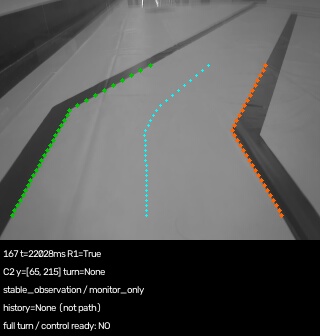 167 t=22028ms R1=True
C2 y=[65, 215] turn=None
stable_observation / monitor_only
history=None (not path)
full turn / control ready: NO